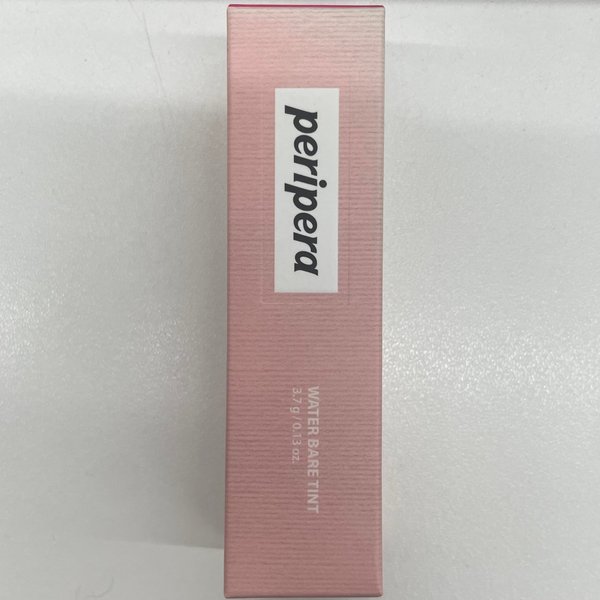 peripera
WATER BARE TINT
3.7 g / 0.13 oz.